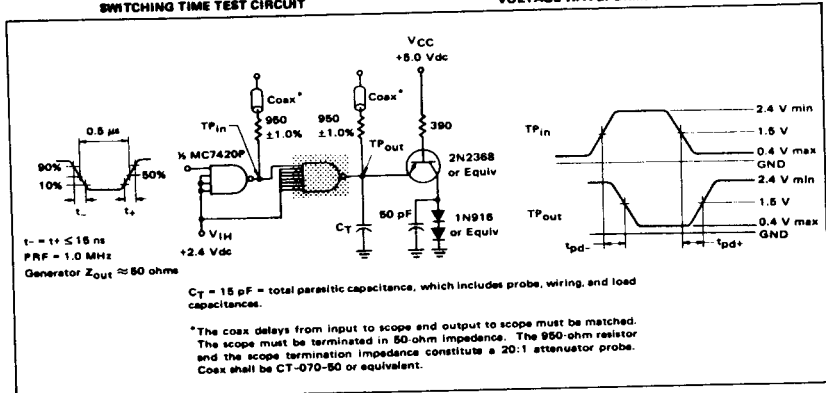 SWITCHING TIME TEST CIRCUIT
VCC
+5.0 Vdc
Coax*
Coax*
950
±1.0%
950
±1.0%
390
0.5 µs
TPin
TPout
½ MC7420P
2N2368
or Equiv
90%
10%
50%
t-
t+
CT
50 pF
1N916
or Equiv
VIH
+2.4 Vdc
t- = t+ ≤ 15 ns
PRF = 1.0 MHz
Generator Zout ≈ 50 ohms
TPin
2.4 V min
1.5 V
0.4 V max
GND
TPout
2.4 V min
1.5 V
0.4 V max
GND
tpd-
tpd+
CT = 15 pF = total parasitic capacitance, which includes probe, wiring, and load
capacitances.
*The coax delays from input to scope and output to scope must be matched.
The scope must be terminated in 50-ohm impedance. The 950-ohm resistor
and the scope termination impedance constitute a 20:1 attenuator probe.
Coax shall be CT-070-50 or equivalent.